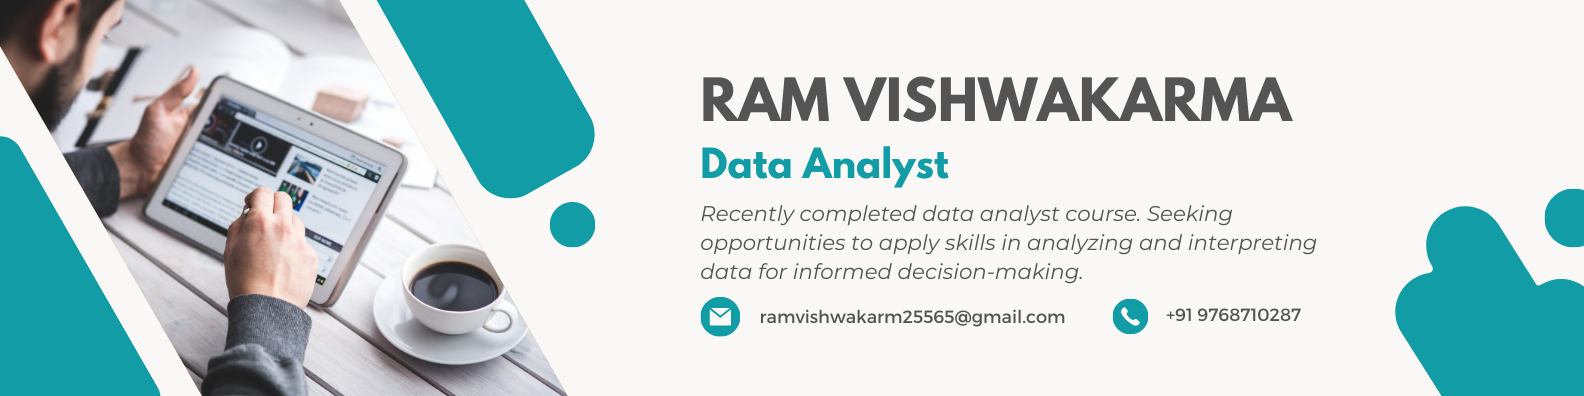 RAM VISHWAKARMA
Data Analyst
Recently completed data analyst course. Seeking
opportunities to apply skills in analyzing and interpreting
data for informed decision-making.
ramvishwakarm25565@gmail.com
+91 9768710287